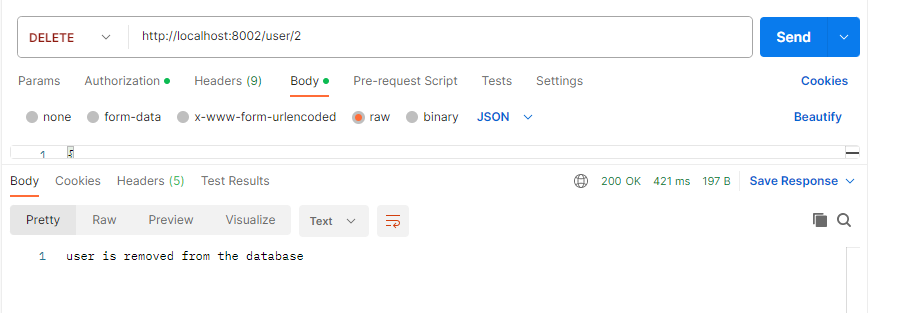 DELETE http://localhost:8002/user/2 Send
Params Authorization Headers (9) Body Pre-request Script Tests Settings Cookies
none form-data x-www-form-urlencoded raw binary JSON Beautify
1 {
Body Cookies Headers (5) Test Results 200 OK 421 ms 197 B Save Response
Pretty Raw Preview Visualize Text
1 user is removed from the database